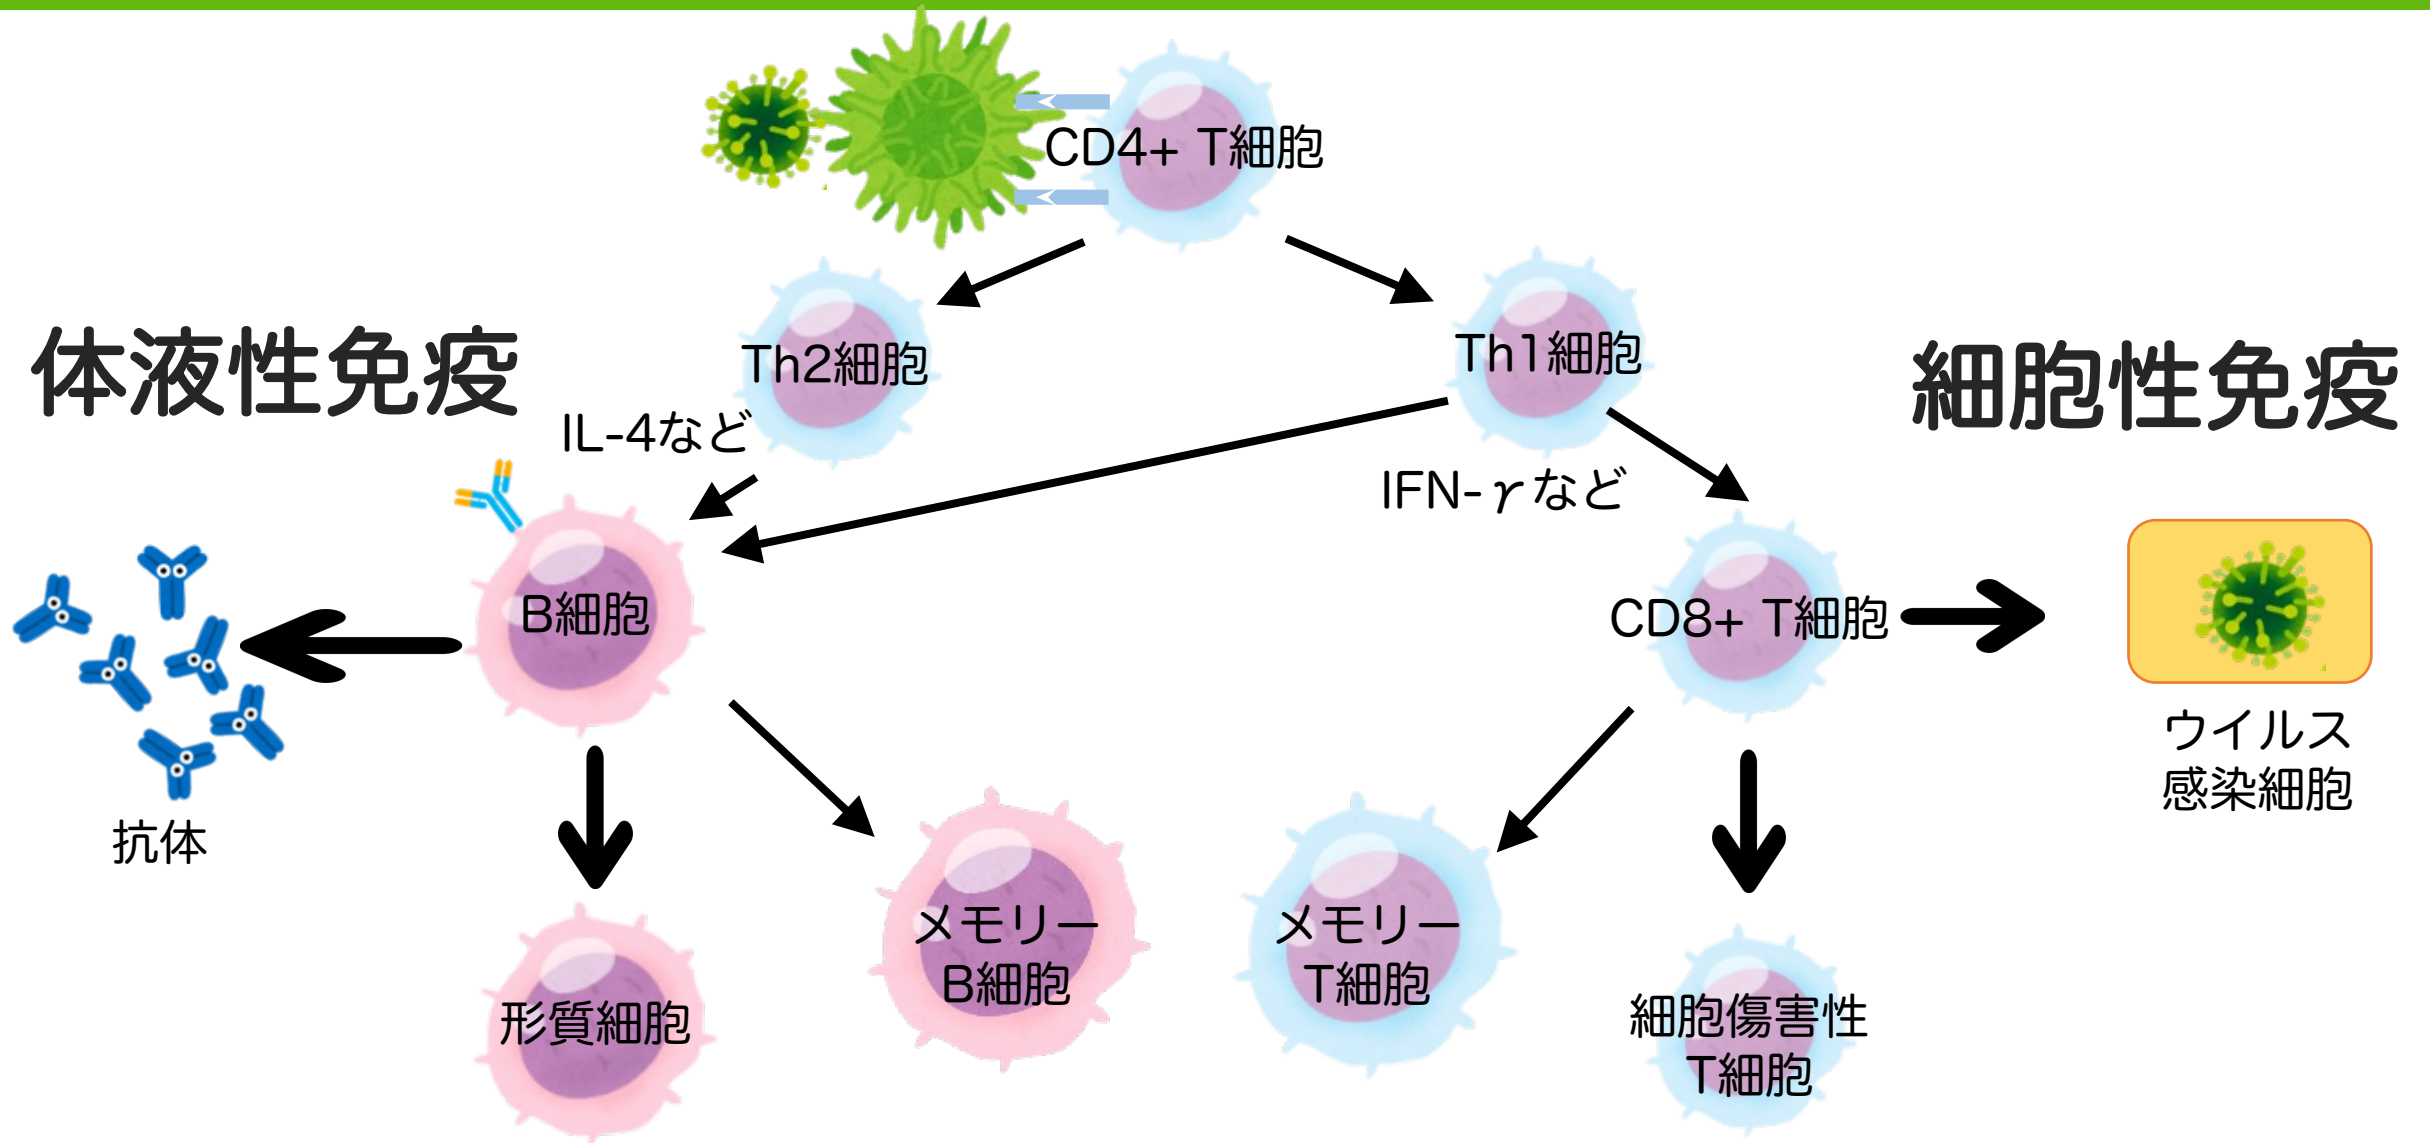 CD4+ T細胞
体液性免疫
Th2細胞
Th1細胞
細胞性免疫
IL-4など
IFN-γなど
B細胞
CD8+ T細胞
ウイルス
感染細胞
抗体
メモリー
B細胞
メモリー
T細胞
形質細胞
細胞傷害性
T細胞